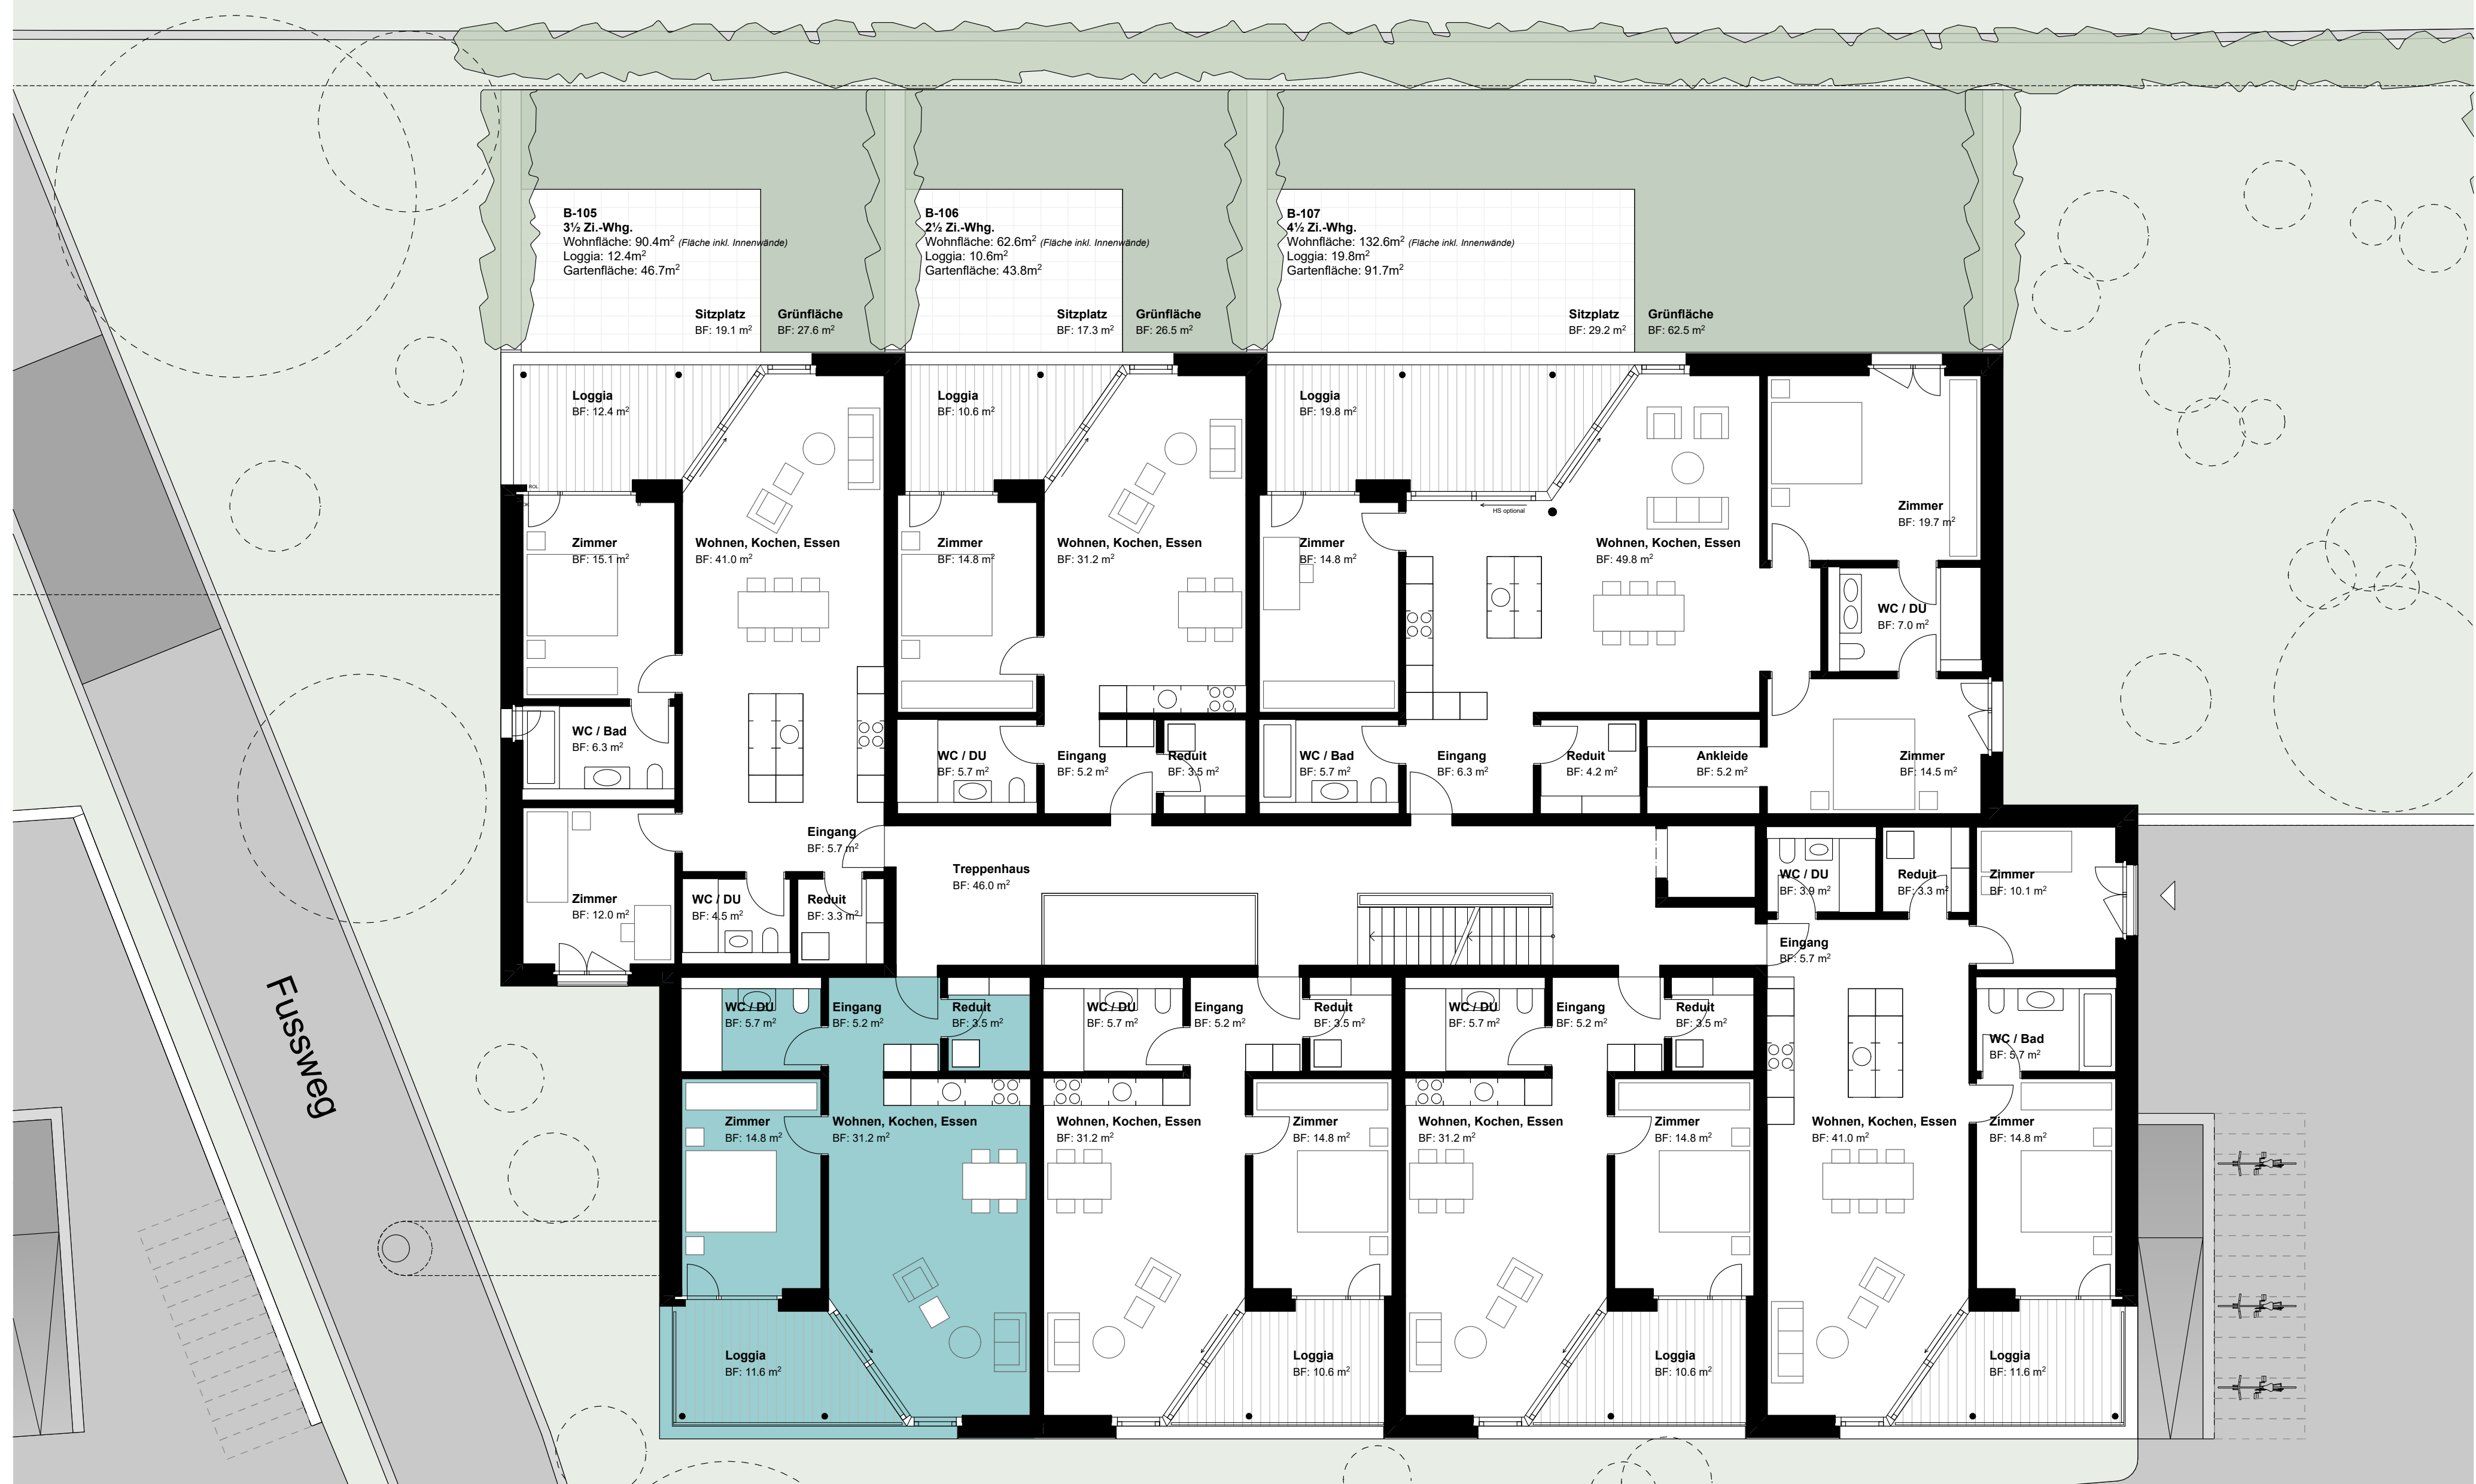 B-105
3½ Zi.-Whg.
Wohnfläche: 90.4m² (Fläche inkl. Innenwände)
Loggia: 12.4m²
Gartenfläche: 46.7m²
Sitzplatz
BF: 19.1 m²
Grünfläche
BF: 27.6 m²
B-106
2½ Zi.-Whg.
Wohnfläche: 62.6m² (Fläche inkl. Innenwände)
Loggia: 10.6m²
Gartenfläche: 43.8m²
Sitzplatz
BF: 17.3 m²
Grünfläche
BF: 26.5 m²
B-107
4½ Zi.-Whg.
Wohnfläche: 132.6m² (Fläche inkl. Innenwände)
Loggia: 19.8m²
Gartenfläche: 91.7m²
Sitzplatz
BF: 29.2 m²
Grünfläche
BF: 62.5 m²
Loggia
BF: 12.4 m²
Loggia
BF: 10.6 m²
Loggia
BF: 19.8 m²
ROL
HS optional
Zimmer
BF: 19.7 m²
Zimmer
BF: 15.1 m²
Wohnen, Kochen, Essen
BF: 41.0 m²
Zimmer
BF: 14.8 m²
Wohnen, Kochen, Essen
BF: 31.2 m²
Zimmer
BF: 14.8 m²
Wohnen, Kochen, Essen
BF: 49.8 m²
WC / DU
BF: 7.0 m²
WC / Bad
BF: 6.3 m²
WC / DU
BF: 5.7 m²
Eingang
BF: 5.2 m²
Reduit
BF: 3.5 m²
WC / Bad
BF: 5.7 m²
Eingang
BF: 6.3 m²
Reduit
BF: 4.2 m²
Ankleide
BF: 5.2 m²
Zimmer
BF: 14.5 m²
Eingang
BF: 5.7 m²
Treppenhaus
BF: 46.0 m²
Zimmer
BF: 12.0 m²
WC / DU
BF: 4.5 m²
Reduit
BF: 3.3 m²
WC / DU
BF: 3.9 m²
Reduit
BF: 3.3 m²
Zimmer
BF: 10.1 m²
Eingang
BF: 5.7 m²
Fussweg
WC / DU
BF: 5.7 m²
Eingang
BF: 5.2 m²
Reduit
BF: 3.5 m²
WC / DU
BF: 5.7 m²
Eingang
BF: 5.2 m²
Reduit
BF: 3.5 m²
WC / DU
BF: 5.7 m²
Eingang
BF: 5.2 m²
Reduit
BF: 3.5 m²
WC / Bad
BF: 5.7 m²
Zimmer
BF: 14.8 m²
Wohnen, Kochen, Essen
BF: 31.2 m²
Wohnen, Kochen, Essen
BF: 31.2 m²
Zimmer
BF: 14.8 m²
Wohnen, Kochen, Essen
BF: 31.2 m²
Zimmer
BF: 14.8 m²
Wohnen, Kochen, Essen
BF: 41.0 m²
Zimmer
BF: 14.8 m²
Loggia
BF: 11.6 m²
Loggia
BF: 10.6 m²
Loggia
BF: 10.6 m²
Loggia
BF: 11.6 m²